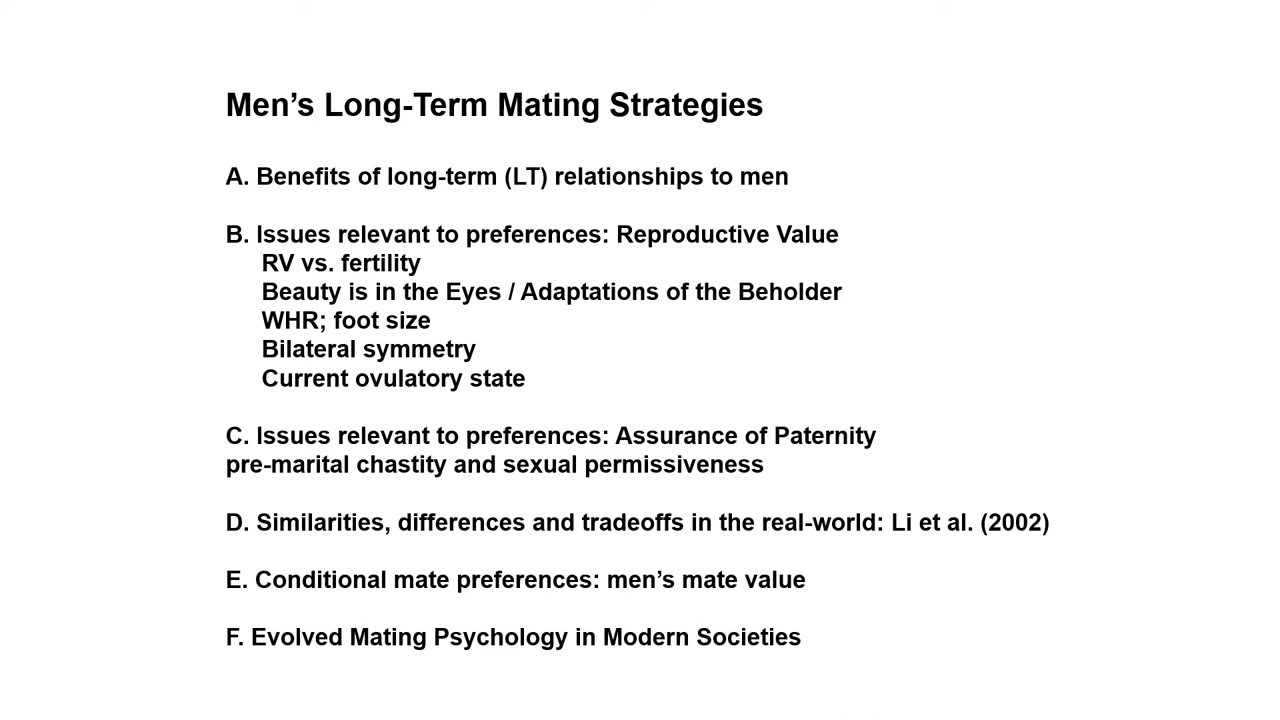 Men’s Long-Term Mating Strategies
A. Benefits of long-term (LT) relationships to men
B. Issues relevant to preferences: Reproductive Value
RV vs. fertility
Beauty is in the Eyes / Adaptations of the Beholder
WHR; foot size
Bilateral symmetry
Current ovulatory state
C. Issues relevant to preferences: Assurance of Paternity
pre-marital chastity and sexual permissiveness
D. Similarities, differences and tradeoffs in the real-world: Li et al. (2002)
E. Conditional mate preferences: men’s mate value
F. Evolved Mating Psychology in Modern Societies